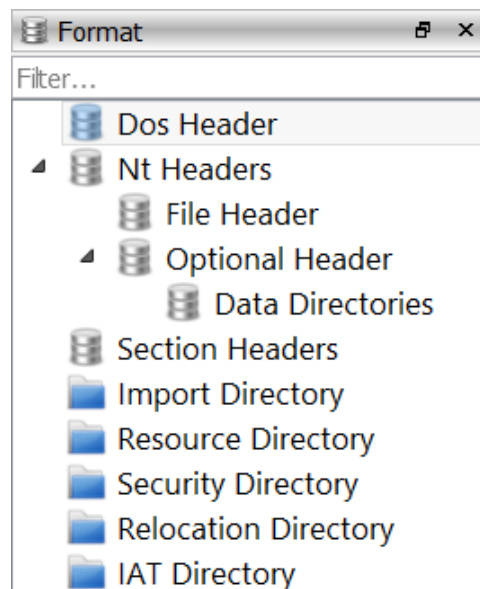 Format
Filter...
Dos Header
Nt Headers
File Header
Optional Header
Data Directories
Section Headers
Import Directory
Resource Directory
Security Directory
Relocation Directory
IAT Directory